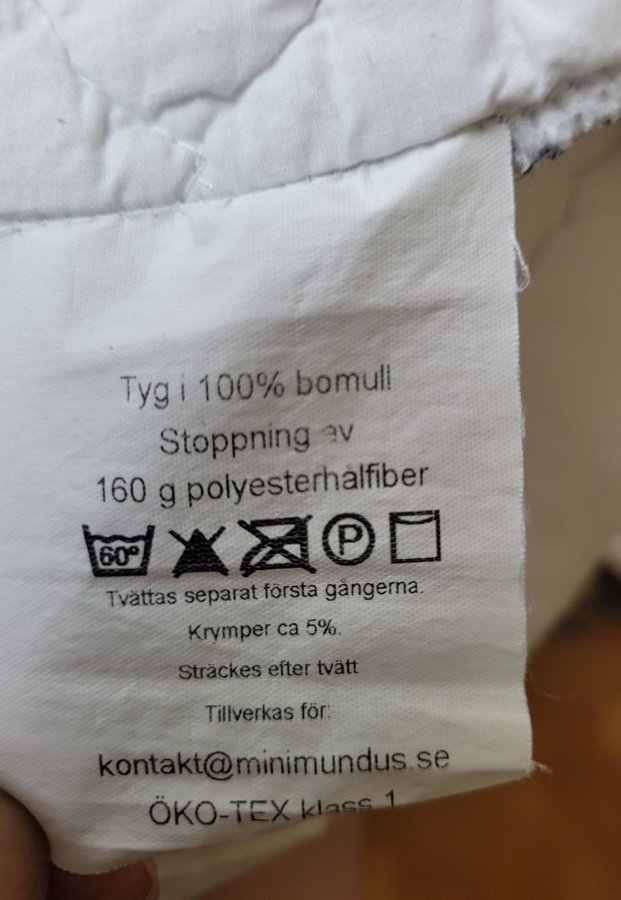 Tyg i 100% bomull
Stoppning av
160 g polyesterhålfiber
60° P
Tvättas separat första gångerna.
Krymper ca 5%.
Sträckes efter tvätt
Tillverkas för:
kontakt@minimundus.se
ÖKO-TEX klass 1